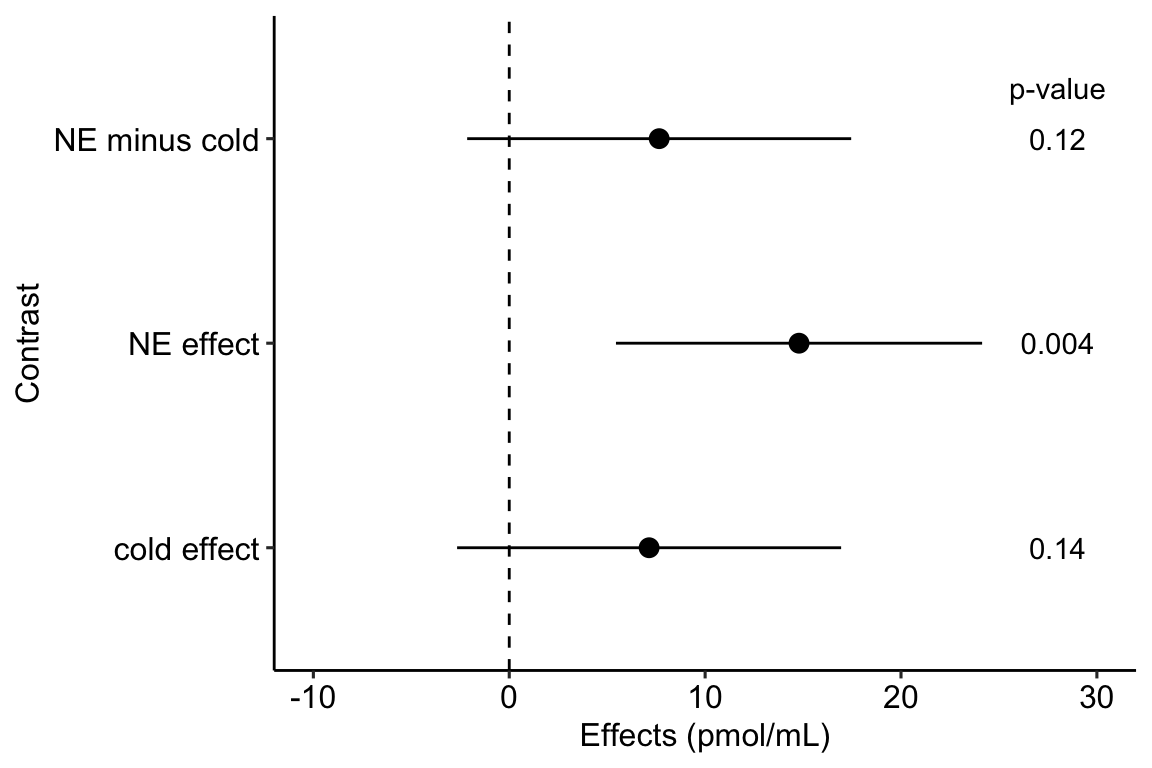 p-value
NE minus cold 0.12
NE effect 0.004
cold effect 0.14
Contrast
-10 0 10 20 30
Effects (pmol/mL)